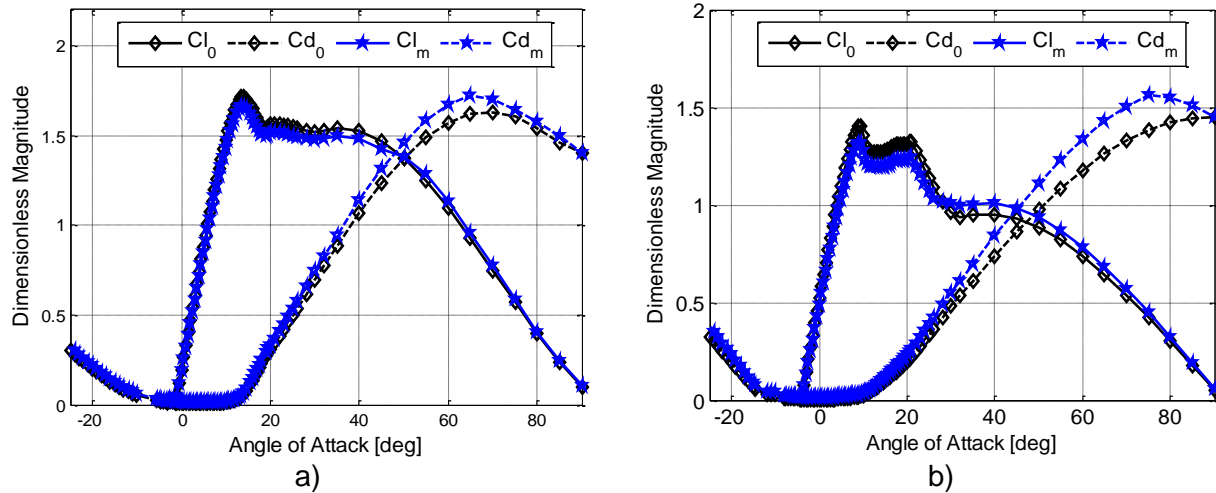 Cl0 Cd0 Clm Cdm
2
1.5
1
0.5
0
Dimensionless Magnitude
-20 0 20 40 60 80
Angle of Attack [deg]
a)
Cl0 Cd0 Clm Cdm
2
1.5
1
0.5
0
Dimensionless Magnitude
-20 0 20 40 60 80
Angle of Attack [deg]
b)